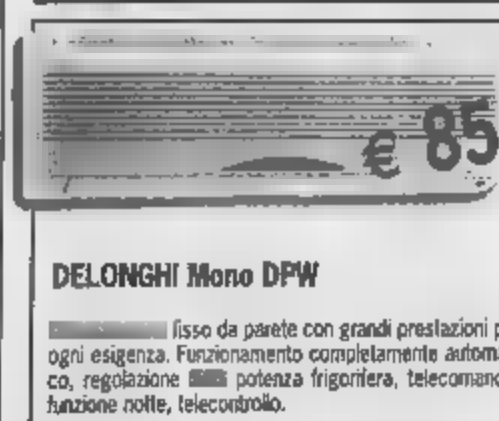 € 85
DELONGHI Mono DPW
fisso da parete con grandi prestazioni p
ogni esigenza. Funzionamento completamente autom
co, regolazione potenza frigorifera, telecomand
funzione notte, telecontrollo.